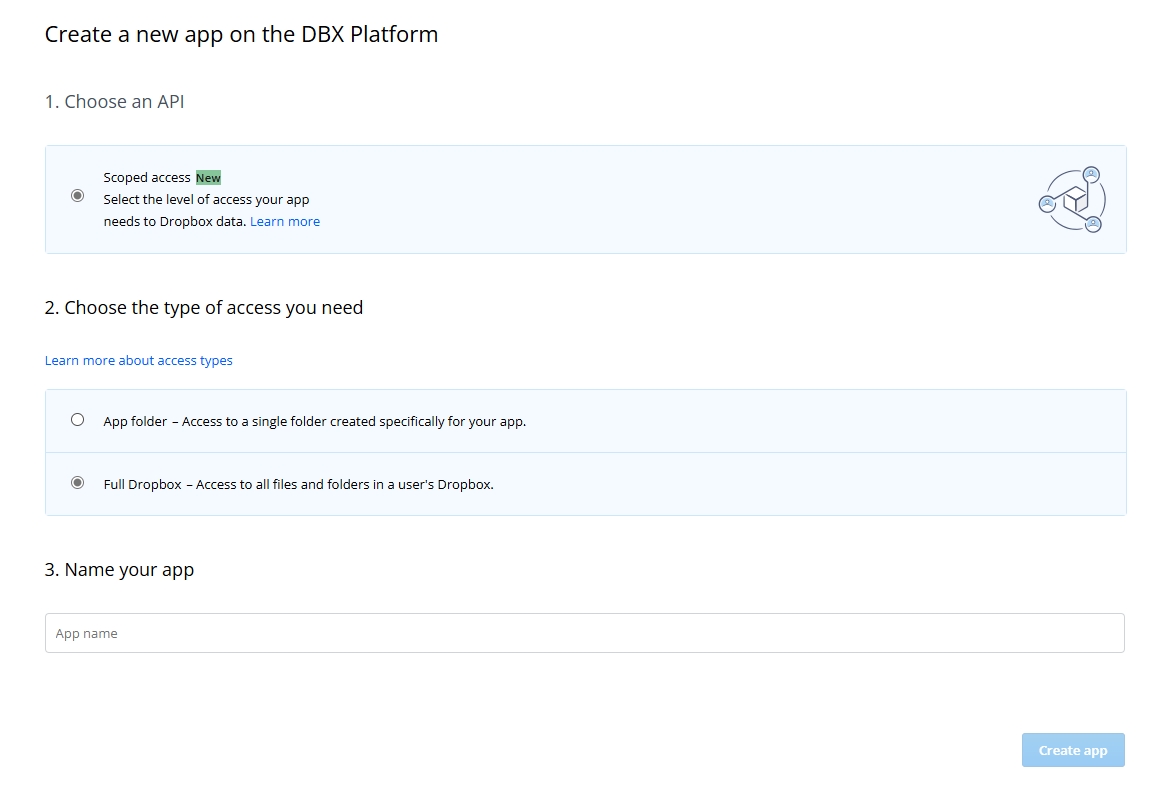 Create a new app on the DBX Platform
1. Choose an API
Scoped access New
Select the level of access your app
needs to Dropbox data. Learn more
2. Choose the type of access you need
Learn more about access types
App folder – Access to a single folder created specifically for your app.
Full Dropbox – Access to all files and folders in a user's Dropbox.
3. Name your app
App name
Create app